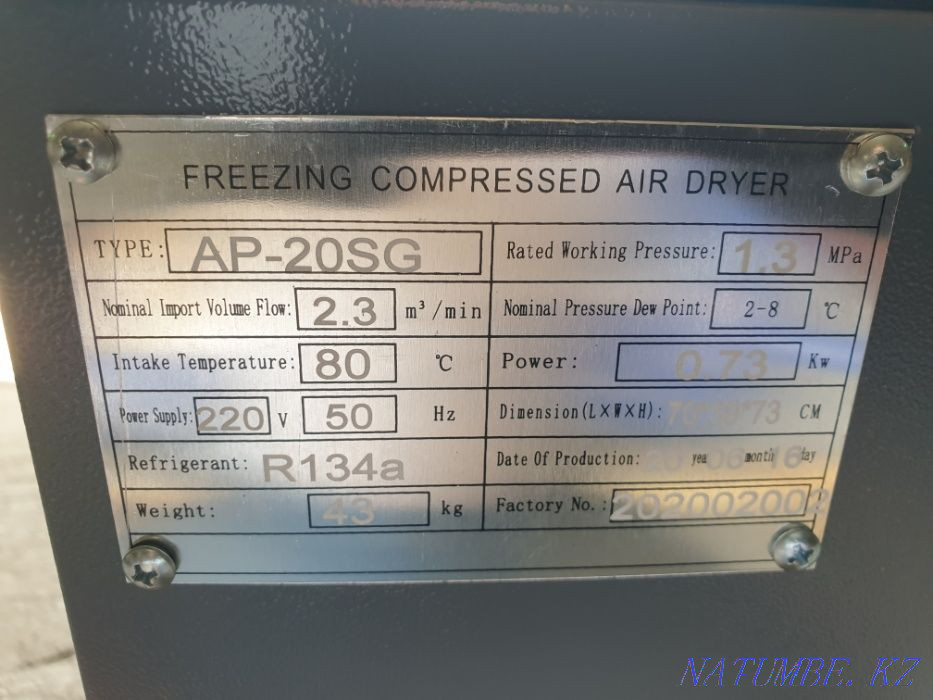 FREEZING COMPRESSED AIR DRYER
TYPE: AP-20SG Rated Working Pressure: 1.3 MPa
Nominal Import Volume Flow: 2.3 m³/min Nominal Pressure Dew Point: 2-8 ℃
Intake Temperature: 80 ℃ Power: 0.73 Kw
Power Supply: 220 V 50 Hz Dimension(L×W×H): CM
Refrigerant: R134a Date Of Production: month day
Weight: 43 kg Factory No.: 202002002
NATUMBE.KZ